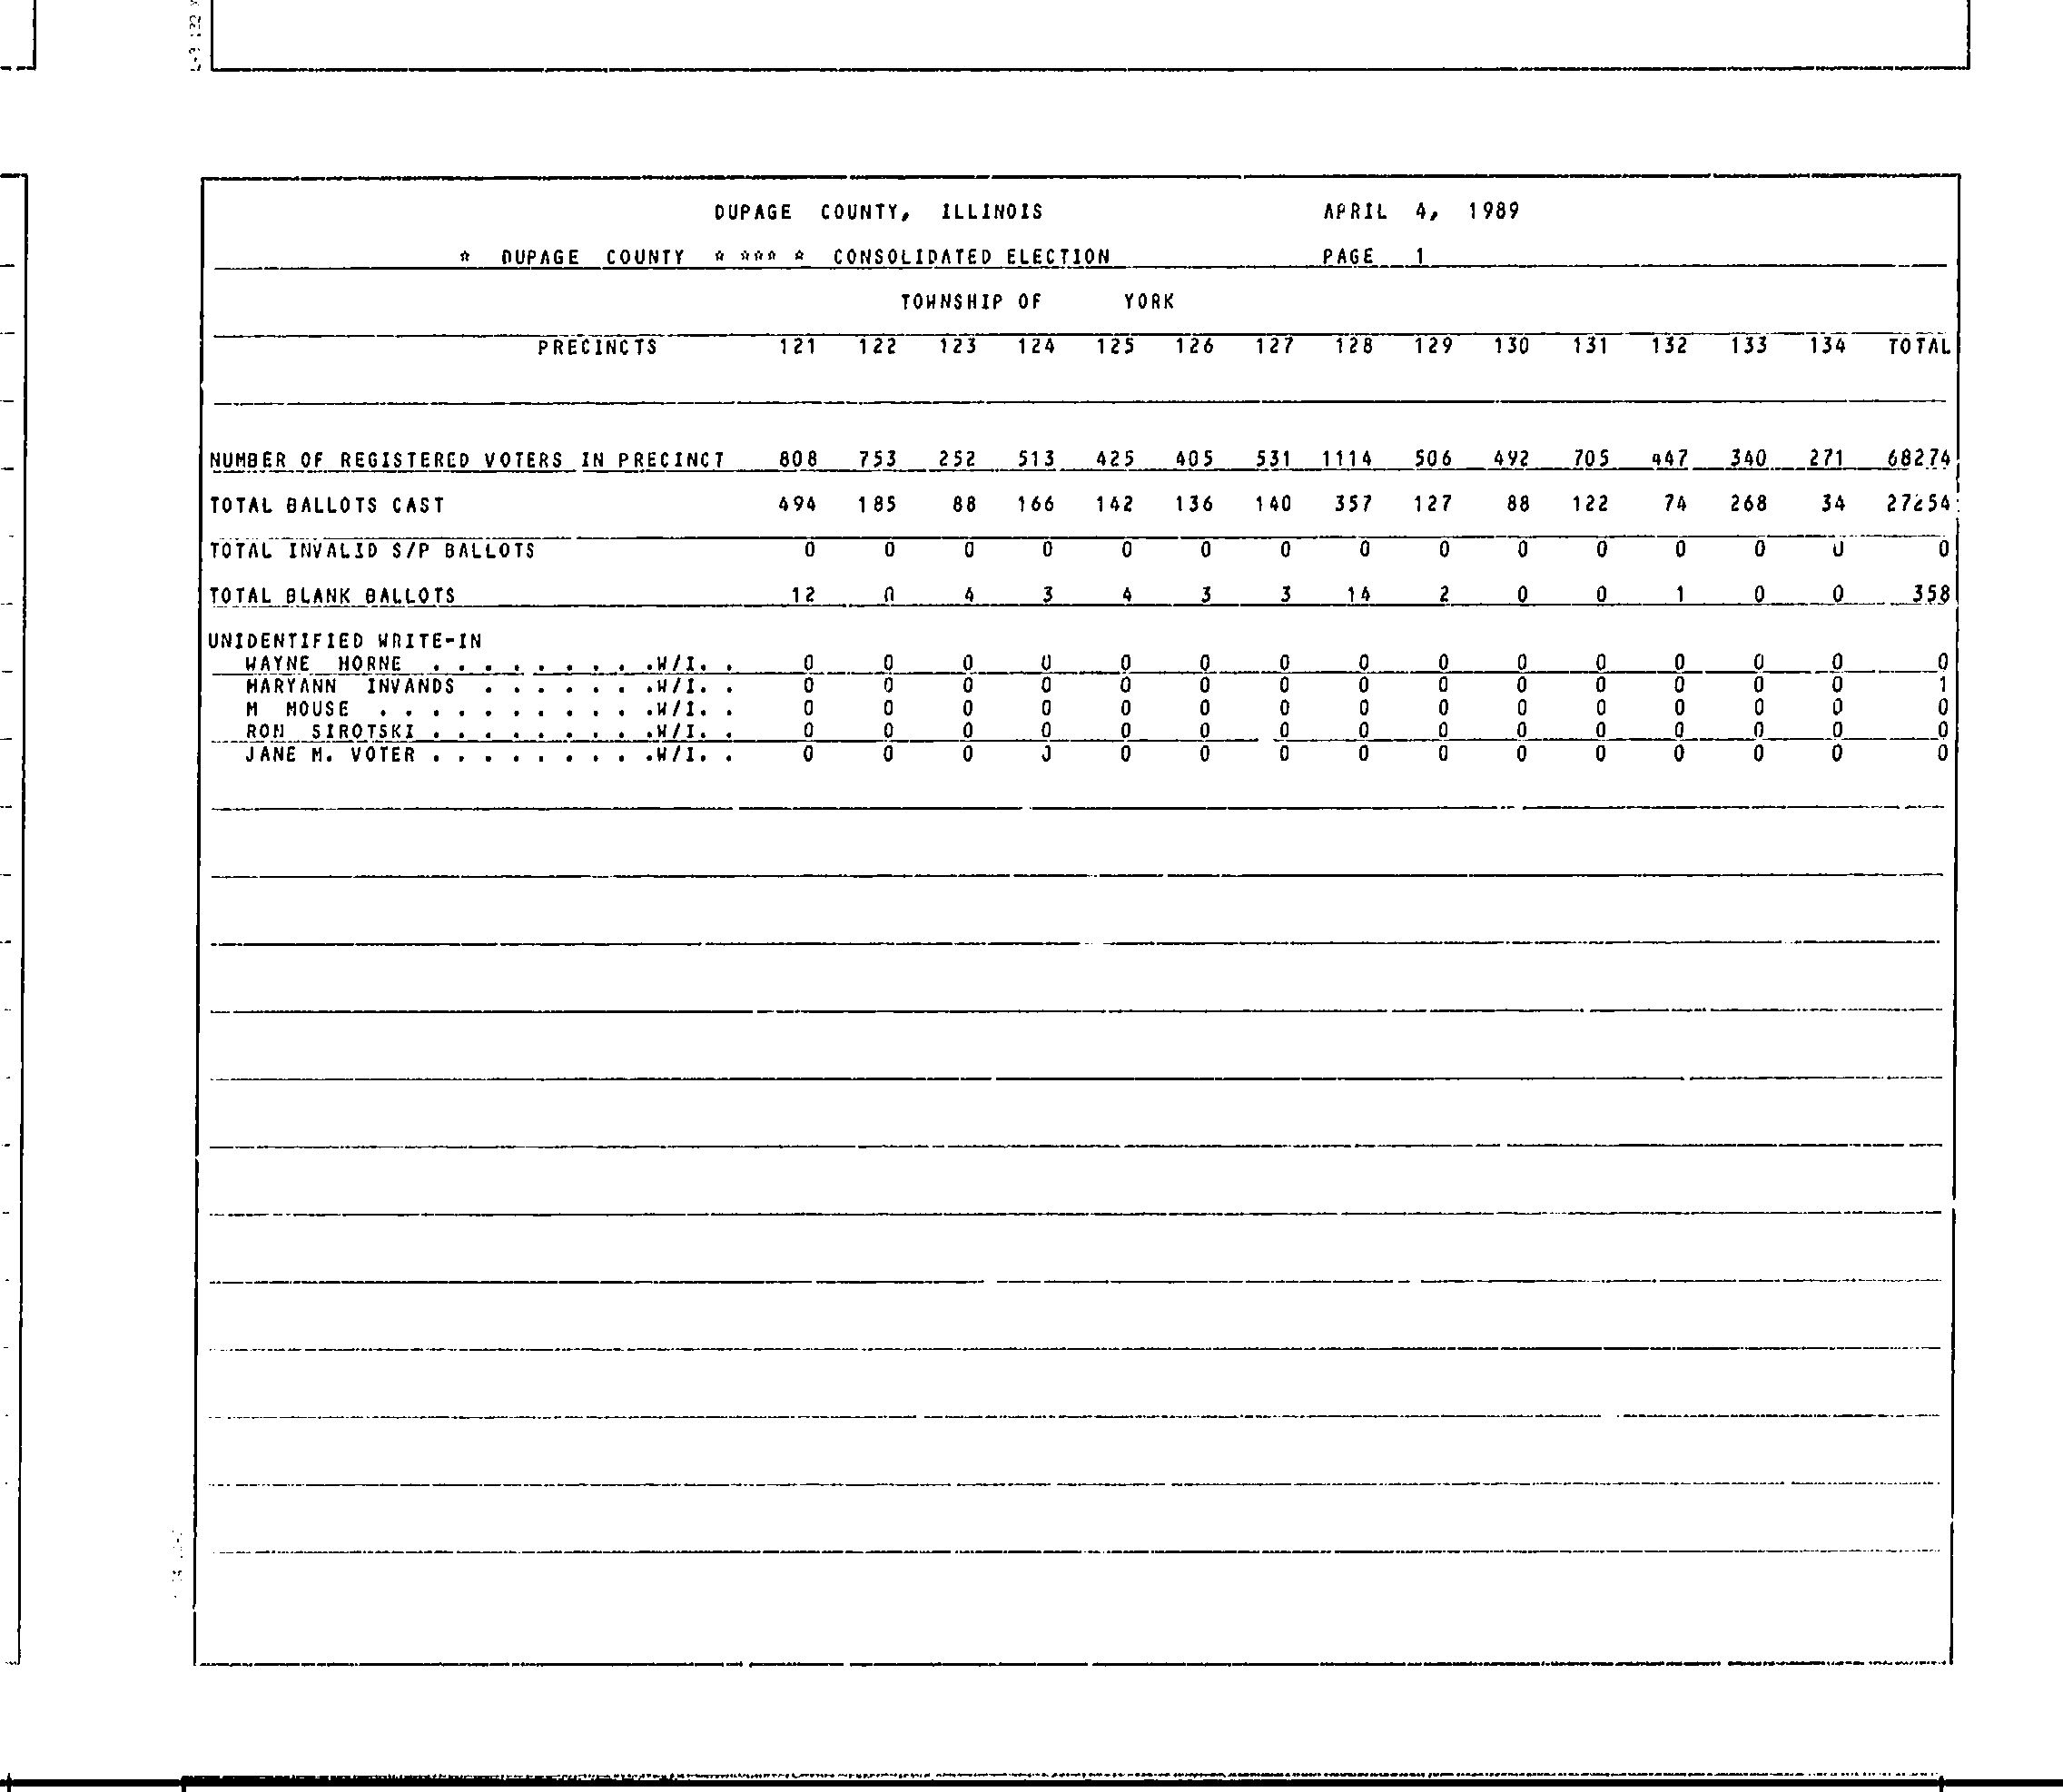 DUPAGE COUNTY, ILLINOIS APRIL 4, 1989
* DUPAGE COUNTY * *** * CONSOLIDATED ELECTION PAGE 1
TOWNSHIP OF YORK
PRECINCTS 121 122 123 124 125 126 127 128 129 130 131 132 133 134 TOTAL
NUMBER OF REGISTERED VOTERS IN PRECINCT 808 753 252 513 425 405 531 1114 506 492 705 447 340 271 68274
TOTAL BALLOTS CAST 494 185 88 166 142 136 140 357 127 88 122 74 268 34
TOTAL INVALID S/P BALLOTS 0 0 0 0 0 0 0 0 0 0 0 0 0 0 0
TOTAL BLANK BALLOTS 12 0 4 3 4 3 3 14 2 0 0 1 0 0 358
UNIDENTIFIED WRITE-IN
WAYNE HORNE . . . . . . . . .W/I. . 0 0 0 0 0 0 0 0 0 0 0 0 0 0 0
MARYANN INVANDS . . . . . . .W/I. . 0 0 0 0 0 0 0 0 0 0 0 0 0 0 1
M MOUSE . . . . . . . . . . .W/I. . 0 0 0 0 0 0 0 0 0 0 0 0 0 0 0
RON SIROTSKI . . . . . . . . .W/I. . 0 0 0 0 0 0 0 0 0 0 0 0 0 0 0
JANE M. VOTER . . . . . . . . .W/I. . 0 0 0 0 0 0 0 0 0 0 0 0 0 0 0